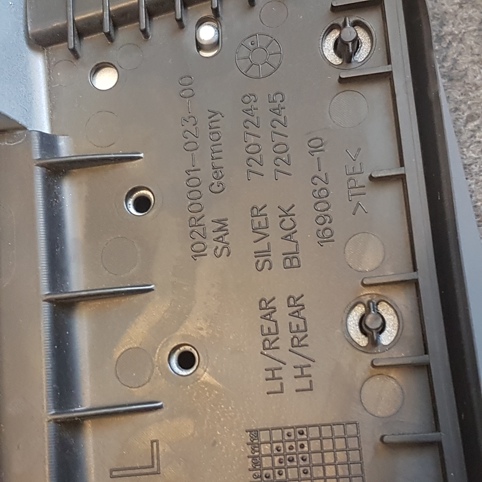 102R0001-023-00
SAM Germany
LH/REAR SILVER 7207249
LH/REAR BLACK 7207245
169062-10
>TPE<
L